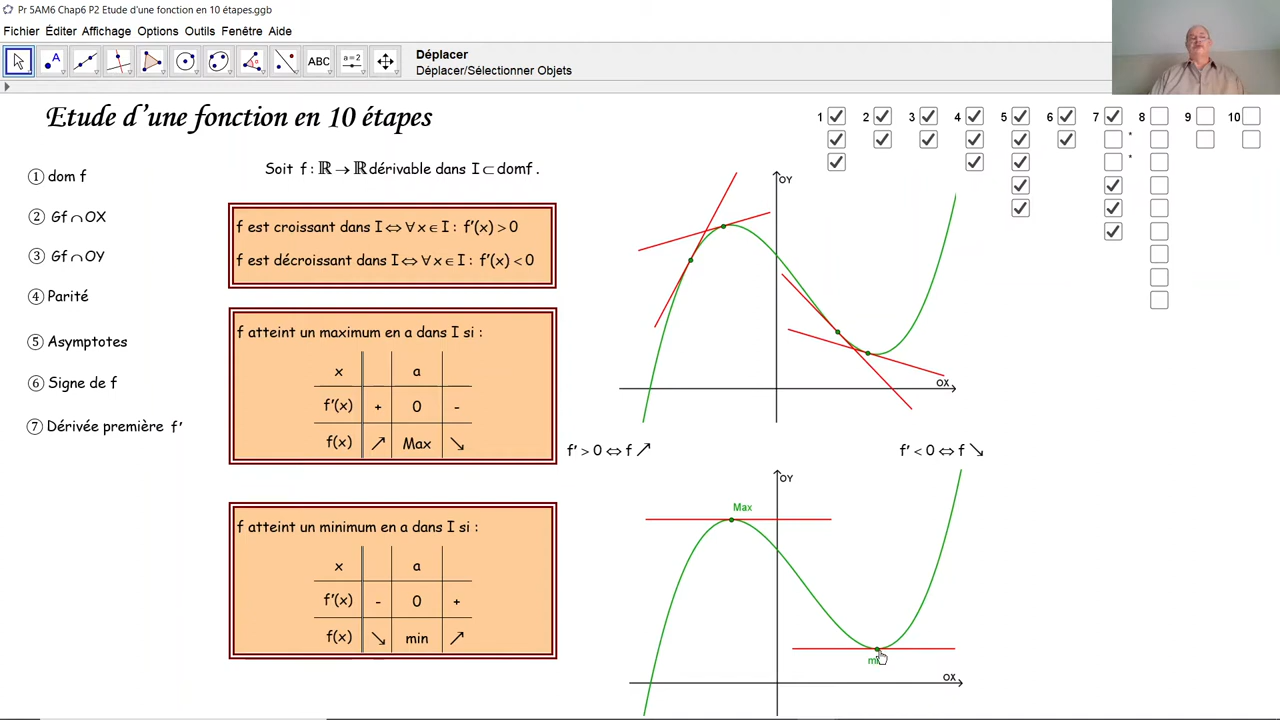 Pr 5AM6 Chap6 P2 Etude d'une fonction en 10 étapes.ggb
Fichier Éditer Affichage Options Outils Fenêtre Aide
A ABC a=2
Déplacer
Déplacer/Sélectionner Objets
Etude d'une fonction en 10 étapes
1 2 3 4 5 6 7 8 9 10
*
*
Soit f : ℝ → ℝ dérivable dans I ⊂ domf .
① dom f
② Gf ∩ OX
③ Gf ∩ OY
④ Parité
⑤ Asymptotes
⑥ Signe de f
⑦ Dérivée première f'
f est croissant dans I ⇔ ∀ x ∈ I : f'(x) > 0
f est décroissant dans I ⇔ ∀ x ∈ I : f'(x) < 0
f atteint un maximum en a dans I si :
x a
f'(x) + 0 -
f(x) ↗ Max ↘
f atteint un minimum en a dans I si :
x a
f'(x) - 0 +
f(x) ↘ min ↗
OY
OX
f' > 0 ⇔ f ↗
f' < 0 ⇔ f ↘
OY
Max
OX